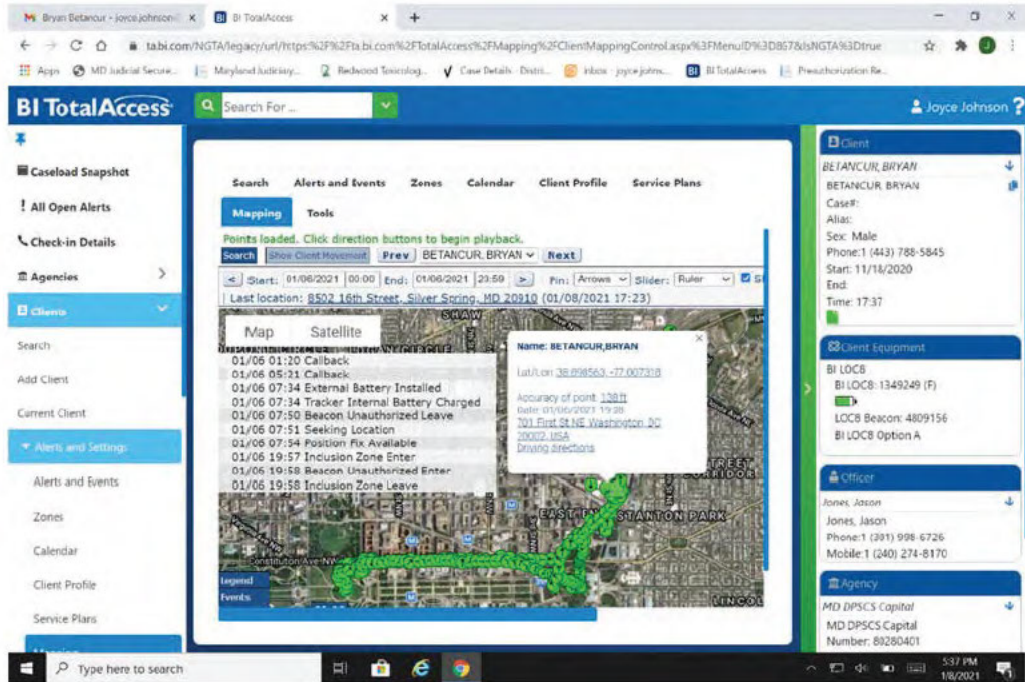 Bryan Betancur - joyce.johnson
BI TotalAccess
tabi.com/NGTA/legacy/url/https:%2F%2Fta.bi.com%2FTotalAccess%2FMapping%2FClientMappingControl.aspx%3FMenuID%3D857&IsNGTA%3Dtrue
Apps
MD Judicial Secure...
Maryland Judiciary...
Redwood Toxicolog...
Case Details - Distri...
Inbox - joyce.johns...
BI TotalAccess
Preauthorization Re...
BI TotalAccess
Search For ...
Joyce Johnson ?
Caseload Snapshot
! All Open Alerts
Check-in Details
Agencies
Clients
Search
Add Client
Current Client
Alerts and Settings
Alerts and Events
Zones
Calendar
Client Profile
Service Plans
Mapping
Search Alerts and Events Zones Calendar Client Profile Service Plans
Mapping Tools
Points loaded. Click direction buttons to begin playback.
Search Show Client Movement Prev BETANCUR, BRYAN Next
< Start: 01/06/2021 00:00 End: 01/06/2021 23:59 > Pin: Arrows Slider: Ruler
Last location: 8502 16th Street, Silver Spring, MD 20910 (01/08/2021 17:23)
SHAW
Map Satellite
LOGAN CIRCLE
01/06 01:20 Callback
01/06 05:21 Callback
01/06 07:34 External Battery Installed
01/06 07:34 Tracker Internal Battery Charged
01/06 07:50 Beacon Unauthorized Leave
01/06 07:51 Seeking Location
01/06 07:54 Position Fix Available
01/06 19:57 Inclusion Zone Enter
01/06 19:58 Beacon Unauthorized Enter
01/06 19:58 Inclusion Zone Leave
Name: BETANCUR,BRYAN
Lat/Lon: 38.898563, -77.007318
Accuracy of point: 138ft
Date: 01/06/2021 19:28
701 First St NE Washington, DC
20002, USA
Driving directions
STREET
CORRIDOR
EAST END
STANTON PARK
Constitution Ave NW
LINCOL
Legend
Events
Client
BETANCUR, BRYAN
BETANCUR, BRYAN
Case#:
Alias:
Sex: Male
Phone:1 (443) 788-5845
Start: 11/18/2020
End:
Time: 17:37
Client Equipment
BI LOC8
BI LOC8: 1349249 (F)
LOC8 Beacon: 4809156
BI LOC8 Option A
Officer
Jones, Jason
Jones, Jason
Phone:1 (301) 998-6726
Mobile:1 (240) 274-8170
Agency
MD DPSCS Capital
MD DPSCS Capital
Number: 80280401
Type here to search
5:37 PM
1/8/2021